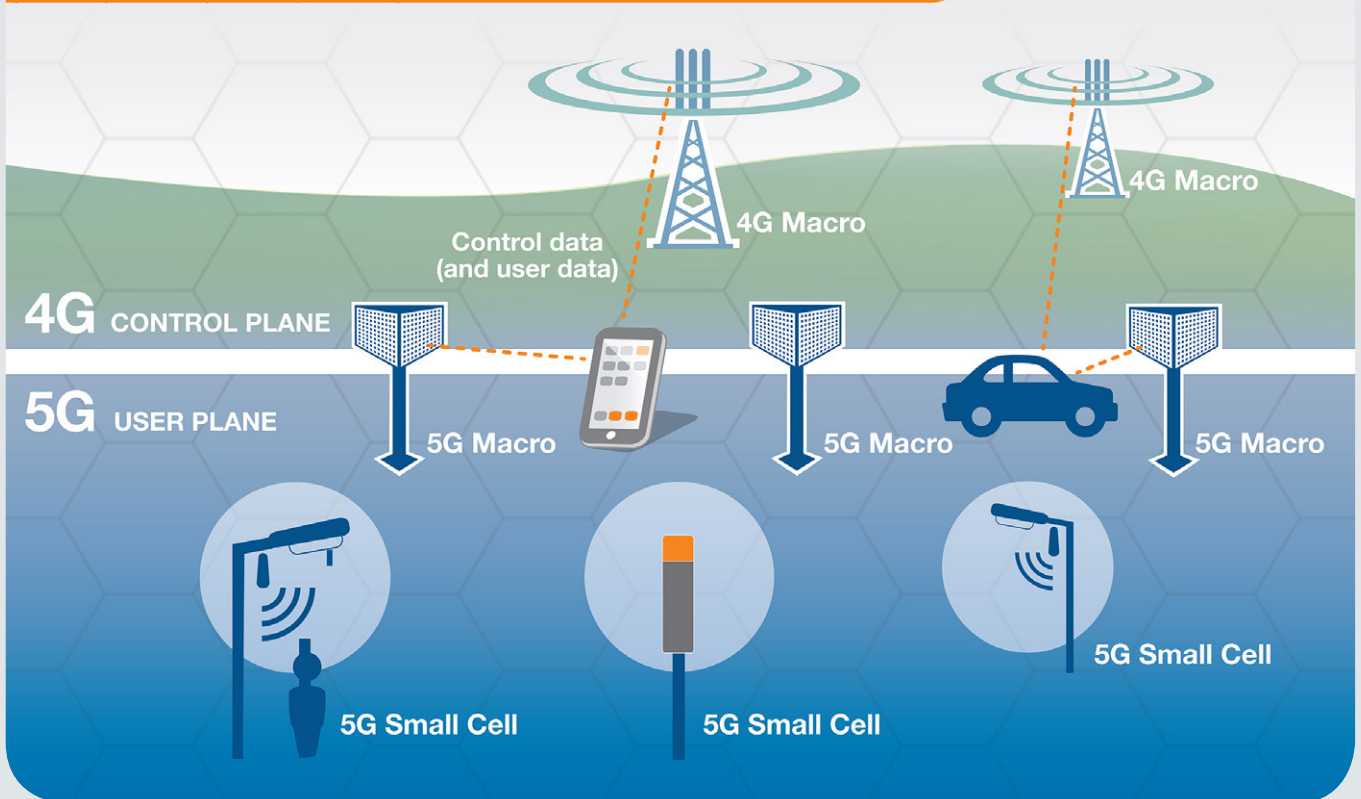 4G Macro
4G Macro
Control data
(and user data)
4G CONTROL PLANE
5G USER PLANE
5G Macro
5G Macro
5G Macro
5G Small Cell
5G Small Cell
5G Small Cell